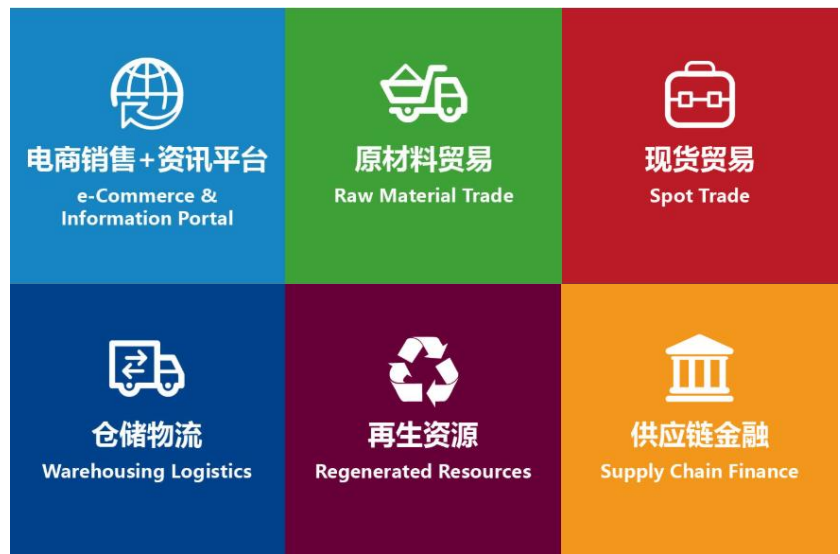 电商销售+资讯平台
e-Commerce &
Information Portal
原材料贸易
Raw Material Trade
现货贸易
Spot Trade
仓储物流
Warehousing Logistics
再生资源
Regenerated Resources
供应链金融
Supply Chain Finance